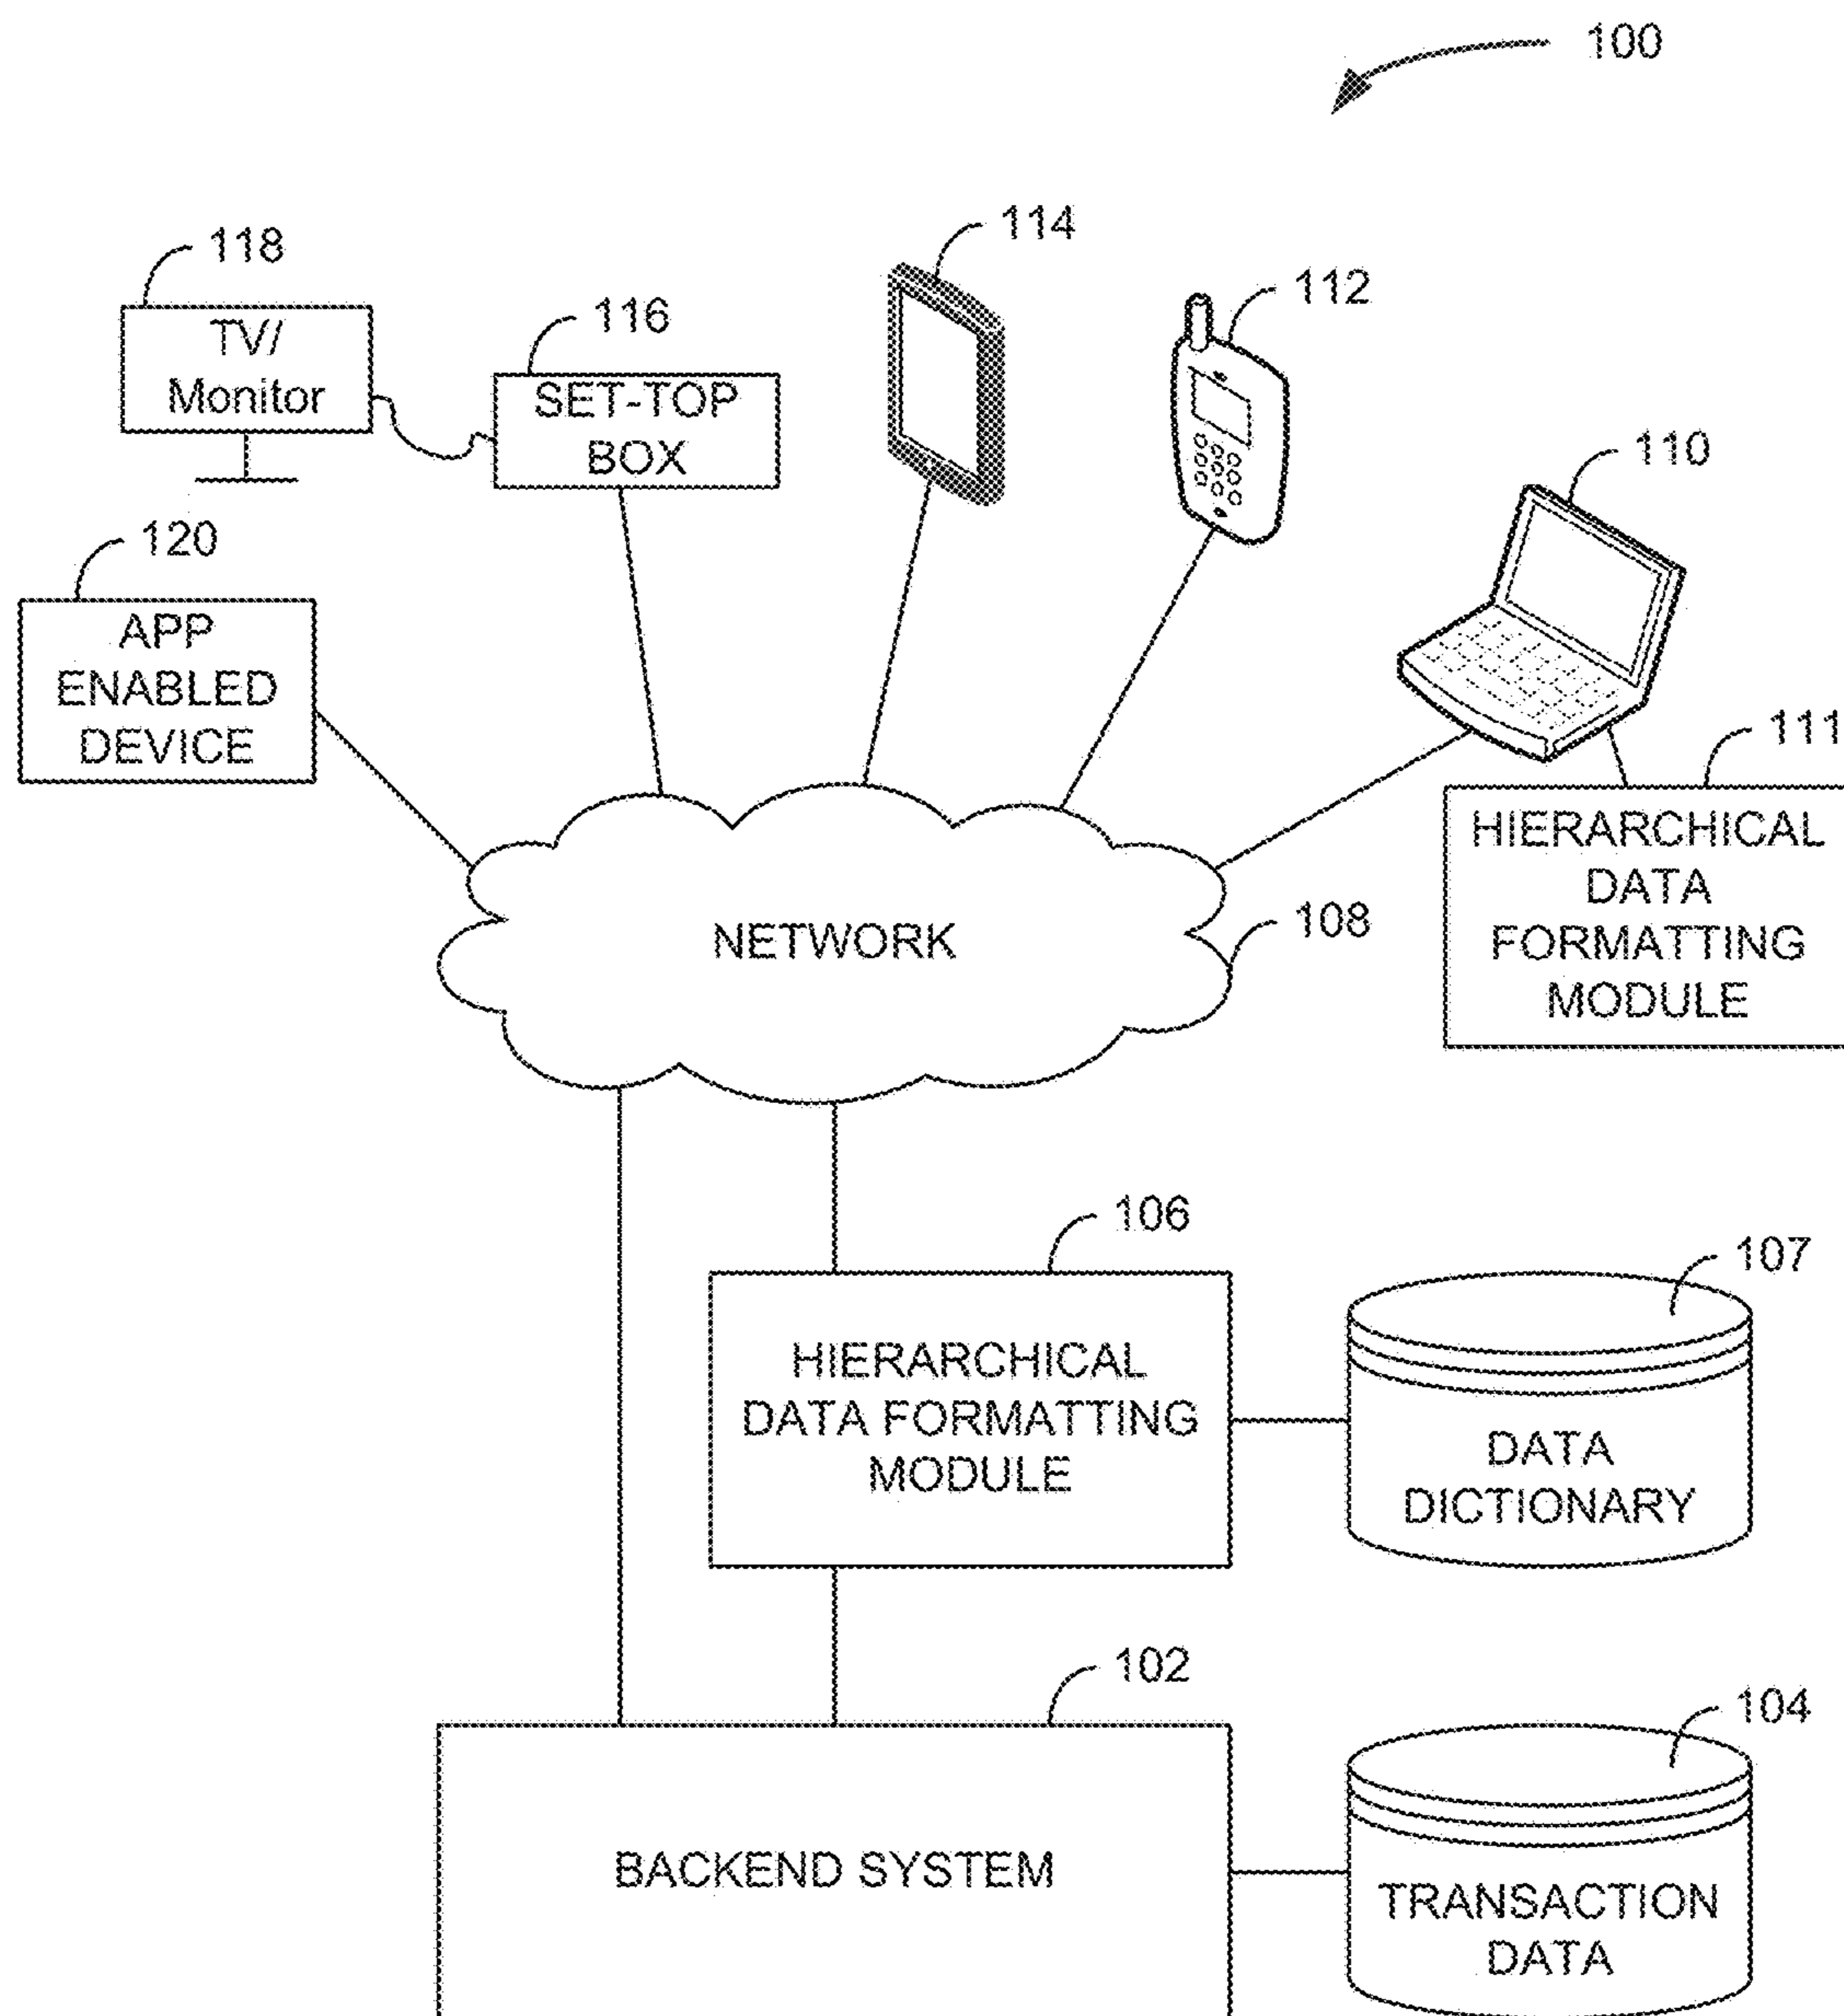 100
118
TV/
Monitor
116
SET-TOP
BOX
114
112
110
120
APP
ENABLED
DEVICE
111
HIERARCHICAL
DATA
FORMATTING
MODULE
NETWORK
108
106
HIERARCHICAL
DATA FORMATTING
MODULE
107
DATA
DICTIONARY
102
BACKEND SYSTEM
104
TRANSACTION
DATA